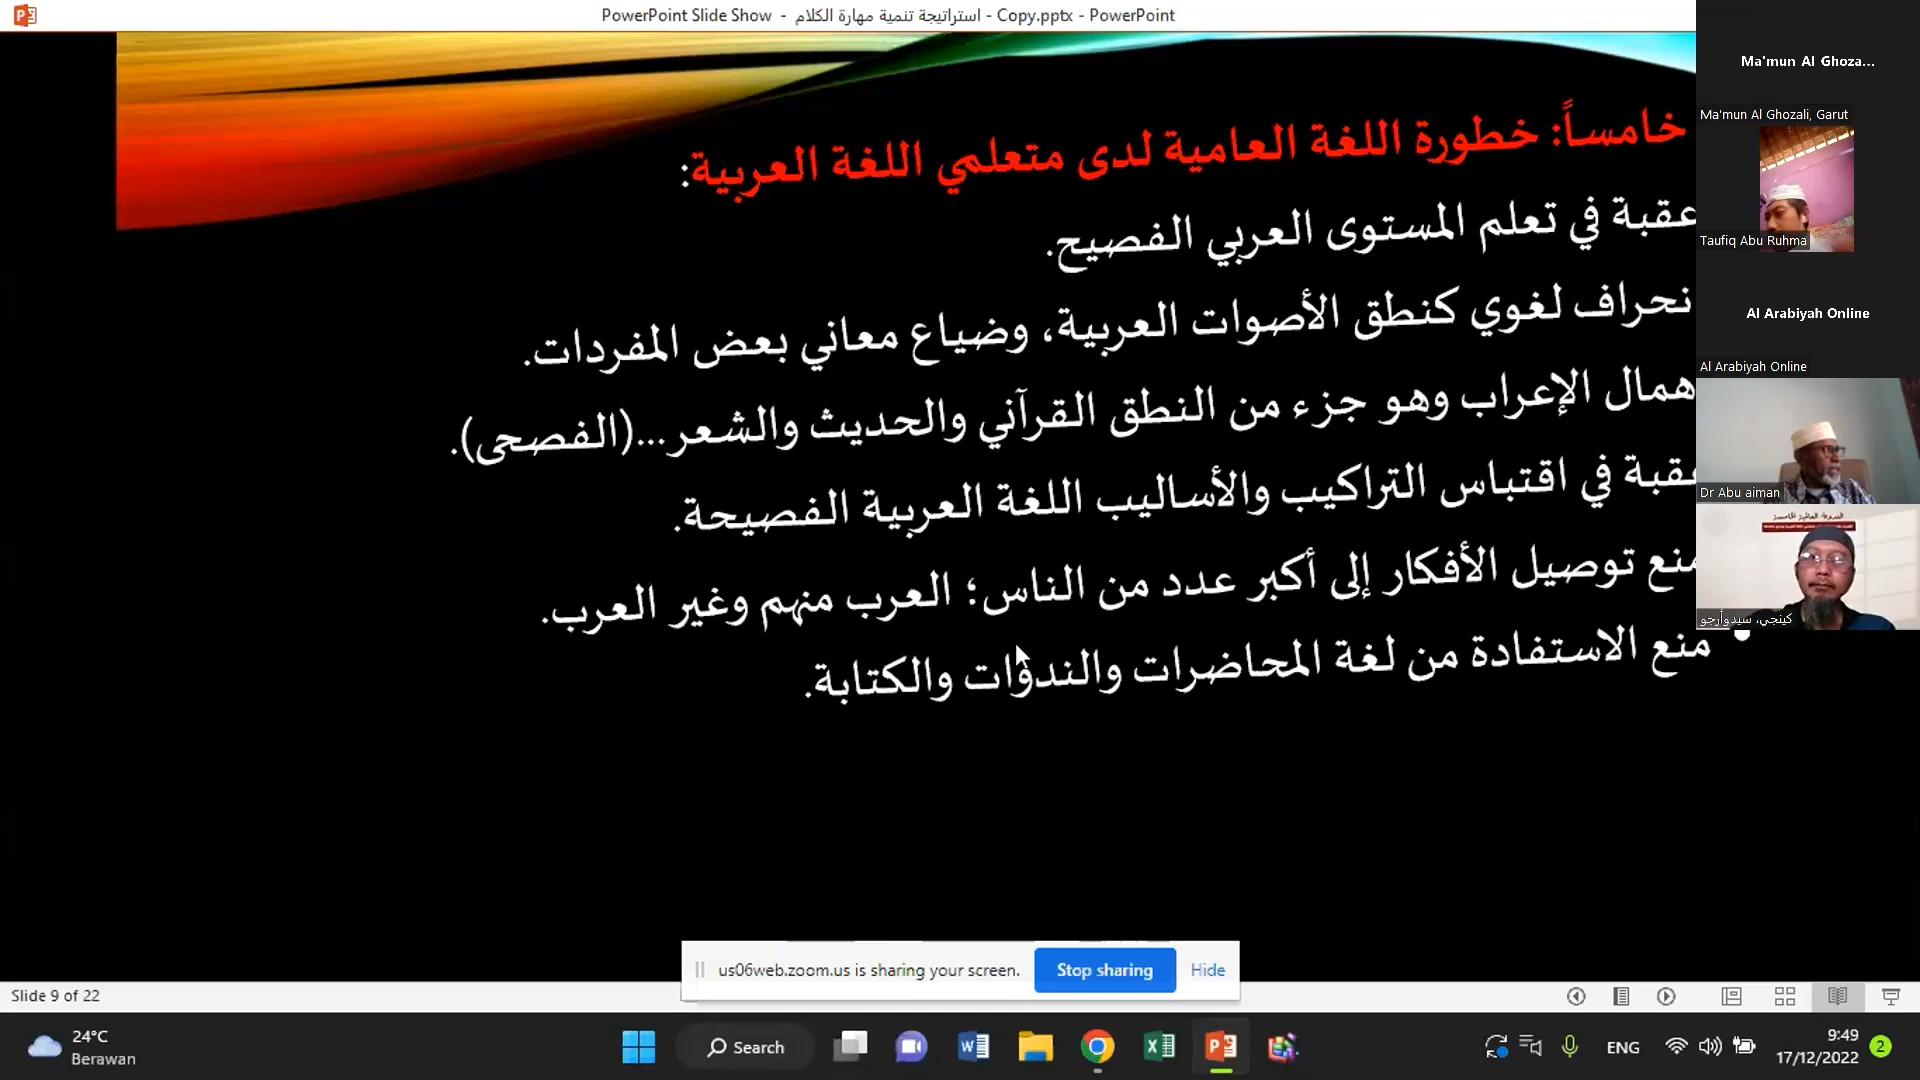 PowerPoint Slide Show - استراتيجة تنمية مهارة الكلام - Copy.pptx - PowerPoint
خامساً: خطورة اللغة العامية لدى متعلمي اللغة العربية:
عقبة في تعلم المستوى العربي الفصيح.
نحراف لغوي كنطق الأصوات العربية، وضياع معاني بعض المفردات.
همال الإعراب وهو جزء من النطق القرآني والحديث والشعر...(الفصحى).
عقبة في اقتباس التراكيب والأساليب اللغة العربية الفصيحة.
منع توصيل الأفكار إلى أكبر عدد من الناس؛ العرب منهم وغير العرب.
• منع الاستفادة من لغة المحاضرات والندوات والكتابة.
Ma'mun Al Ghoza...
Ma'mun Al Ghozali, Garut
Taufiq Abu Ruhma
Al Arabiyah Online
Al Arabiyah Online
Dr Abu aiman
كينجي، سيدوأرجو
us06web.zoom.us is sharing your screen. Stop sharing Hide
Slide 9 of 22
24°C
Berawan
Search
ENG
9:49
17/12/2022
2